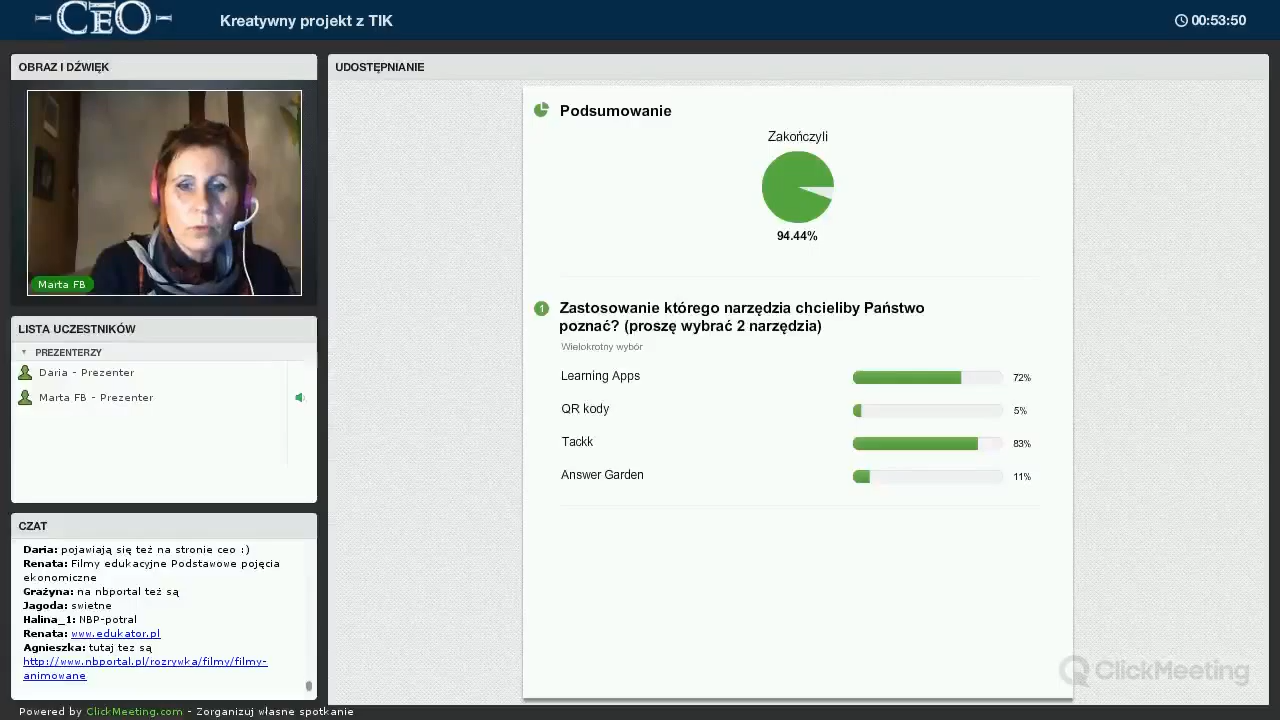 CEO
Kreatywny projekt z TIK
00:53:50
OBRAZ I DŹWIĘK
Marta FB
LISTA UCZESTNIKÓW
PREZENTERZY
Daria - Prezenter
Marta FB - Prezenter
CZAT
Daria: pojawiają się też na stronie ceo :)
Renata: Filmy edukacyjne Podstawowe pojęcia
ekonomiczne
Grażyna: na nbportal też są
Jagoda: swietne
Halina_1: NBP-potral
Renata: www.edukator.pl
Agnieszka: tutaj tez są
http://www.nbportal.pl/rozrywka/filmy/filmy-
animowane
UDOSTĘPNIANIE
Podsumowanie
Zakończyli
94.44%
1 Zastosowanie którego narzędzia chcieliby Państwo
poznać? (proszę wybrać 2 narzędzia)
Wielokrotny wybór
Learning Apps 72%
QR kody 5%
Tackk 83%
Answer Garden 11%
ClickMeeting
Powered by ClickMeeting.com - Zorganizuj własne spotkanie